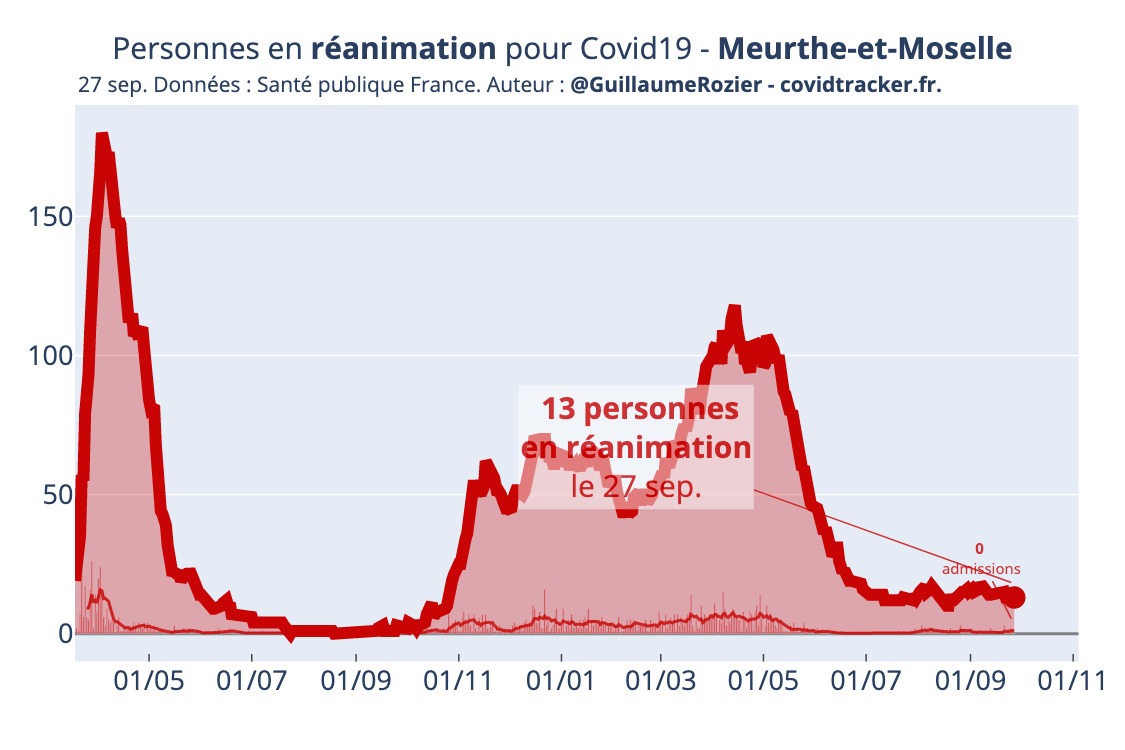 Personnes en réanimation pour Covid19 - Meurthe-et-Moselle
27 sep. Données : Santé publique France. Auteur : @GuillaumeRozier - covidtracker.fr.
150
100
50
0
13 personnes
en réanimation
le 27 sep.
0
admissions
01/05 01/07 01/09 01/11 01/01 01/03 01/05 01/07 01/09 01/11